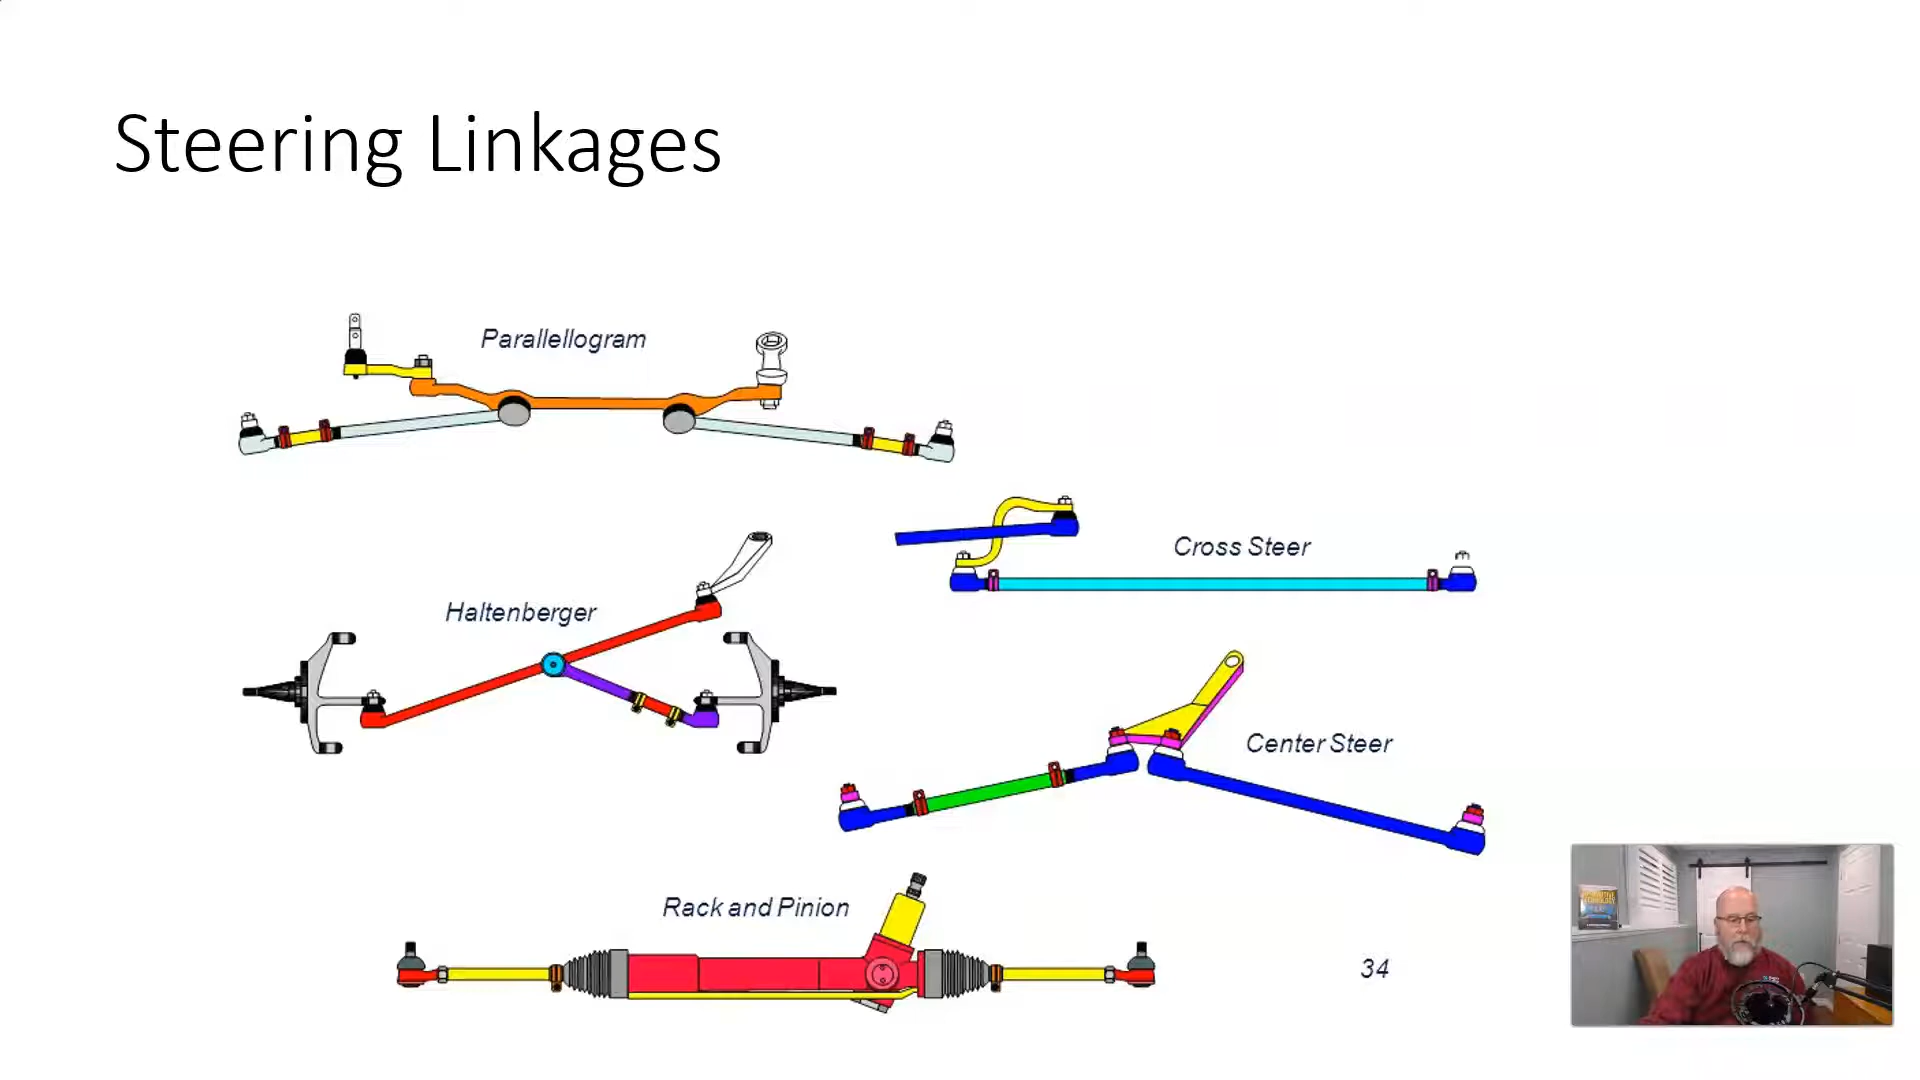 Steering Linkages
Parallellogram
Cross Steer
Haltenberger
Center Steer
Rack and Pinion
34